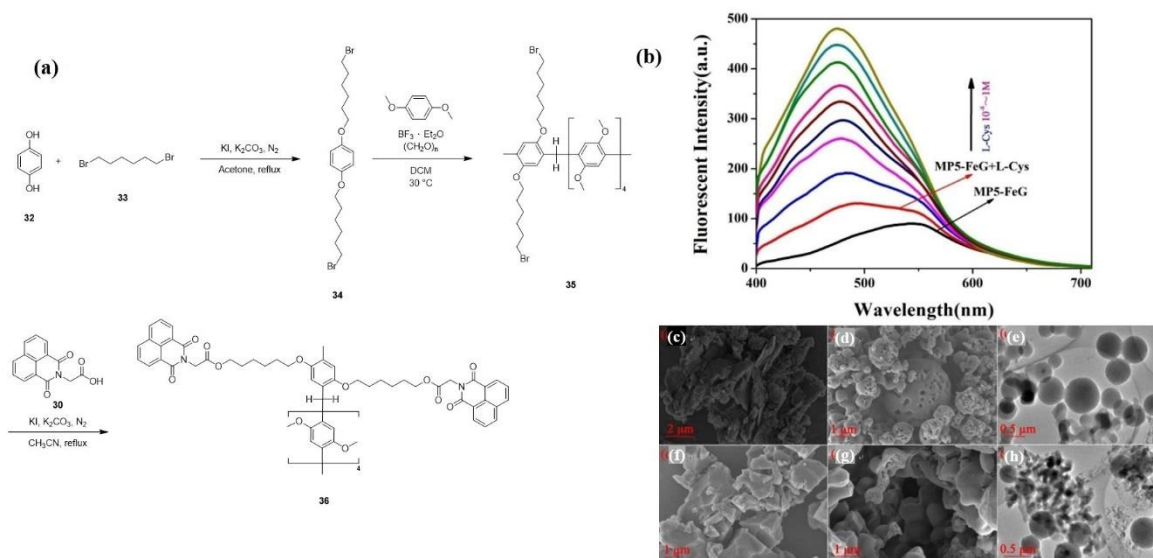 (a)
OH
OH
32
+
Br
Br
33
KI, K₂CO₃, N₂
Acetone, reflux
Br
O
O
Br
34
O
O
BF₃ · Et₂O
(CH₂O)ₙ
DCM
30 °C
Br
O
O
Br
H
H
O
O
4
35
O
N
O
O
OH
30
KI, K₂CO₃, N₂
CH₃CN, reflux
O
N
O
O
O
O
O
H
H
O
O
4
O
O
N
O
O
36
(b)
Fluorescent Intensity(a.u.)
500
400
300
200
100
0
400
500
600
700
Wavelength(nm)
L-Cys 10⁻⁸~1M
MP5-FeG+L-Cys
MP5-FeG
(c)
2 μm
(d)
1 μm
(e)
0.5 μm
(f)
1 μm
(g)
1 μm
(h)
0.5 μm